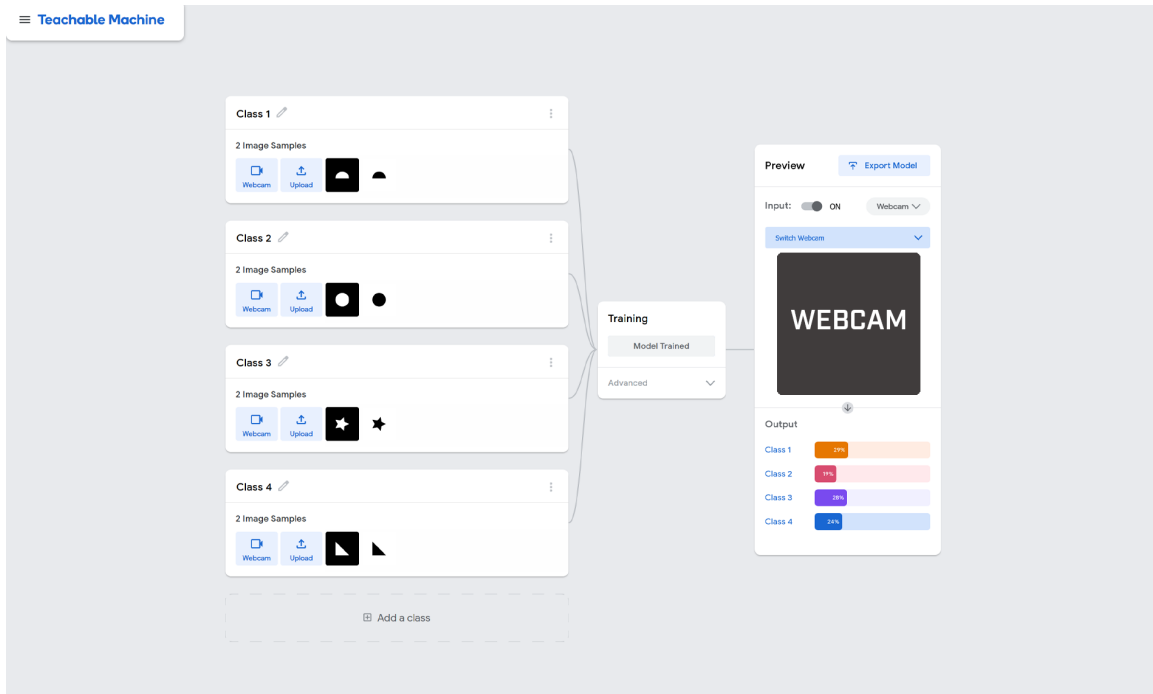 Teachable Machine
Class 1
2 Image Samples
Webcam
Upload
Class 2
2 Image Samples
Webcam
Upload
Class 3
2 Image Samples
Webcam
Upload
Class 4
2 Image Samples
Webcam
Upload
Add a class
Training
Model Trained
Advanced
Preview
Export Model
Input: ON Webcam
Switch Webcam
WEBCAM
Output
Class 1 29%
Class 2 19%
Class 3 28%
Class 4 24%